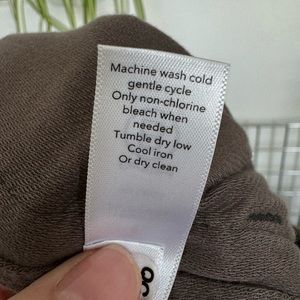 Machine wash cold
gentle cycle
Only non-chlorine
bleach when
needed
Tumble dry low
Cool iron
Or dry clean